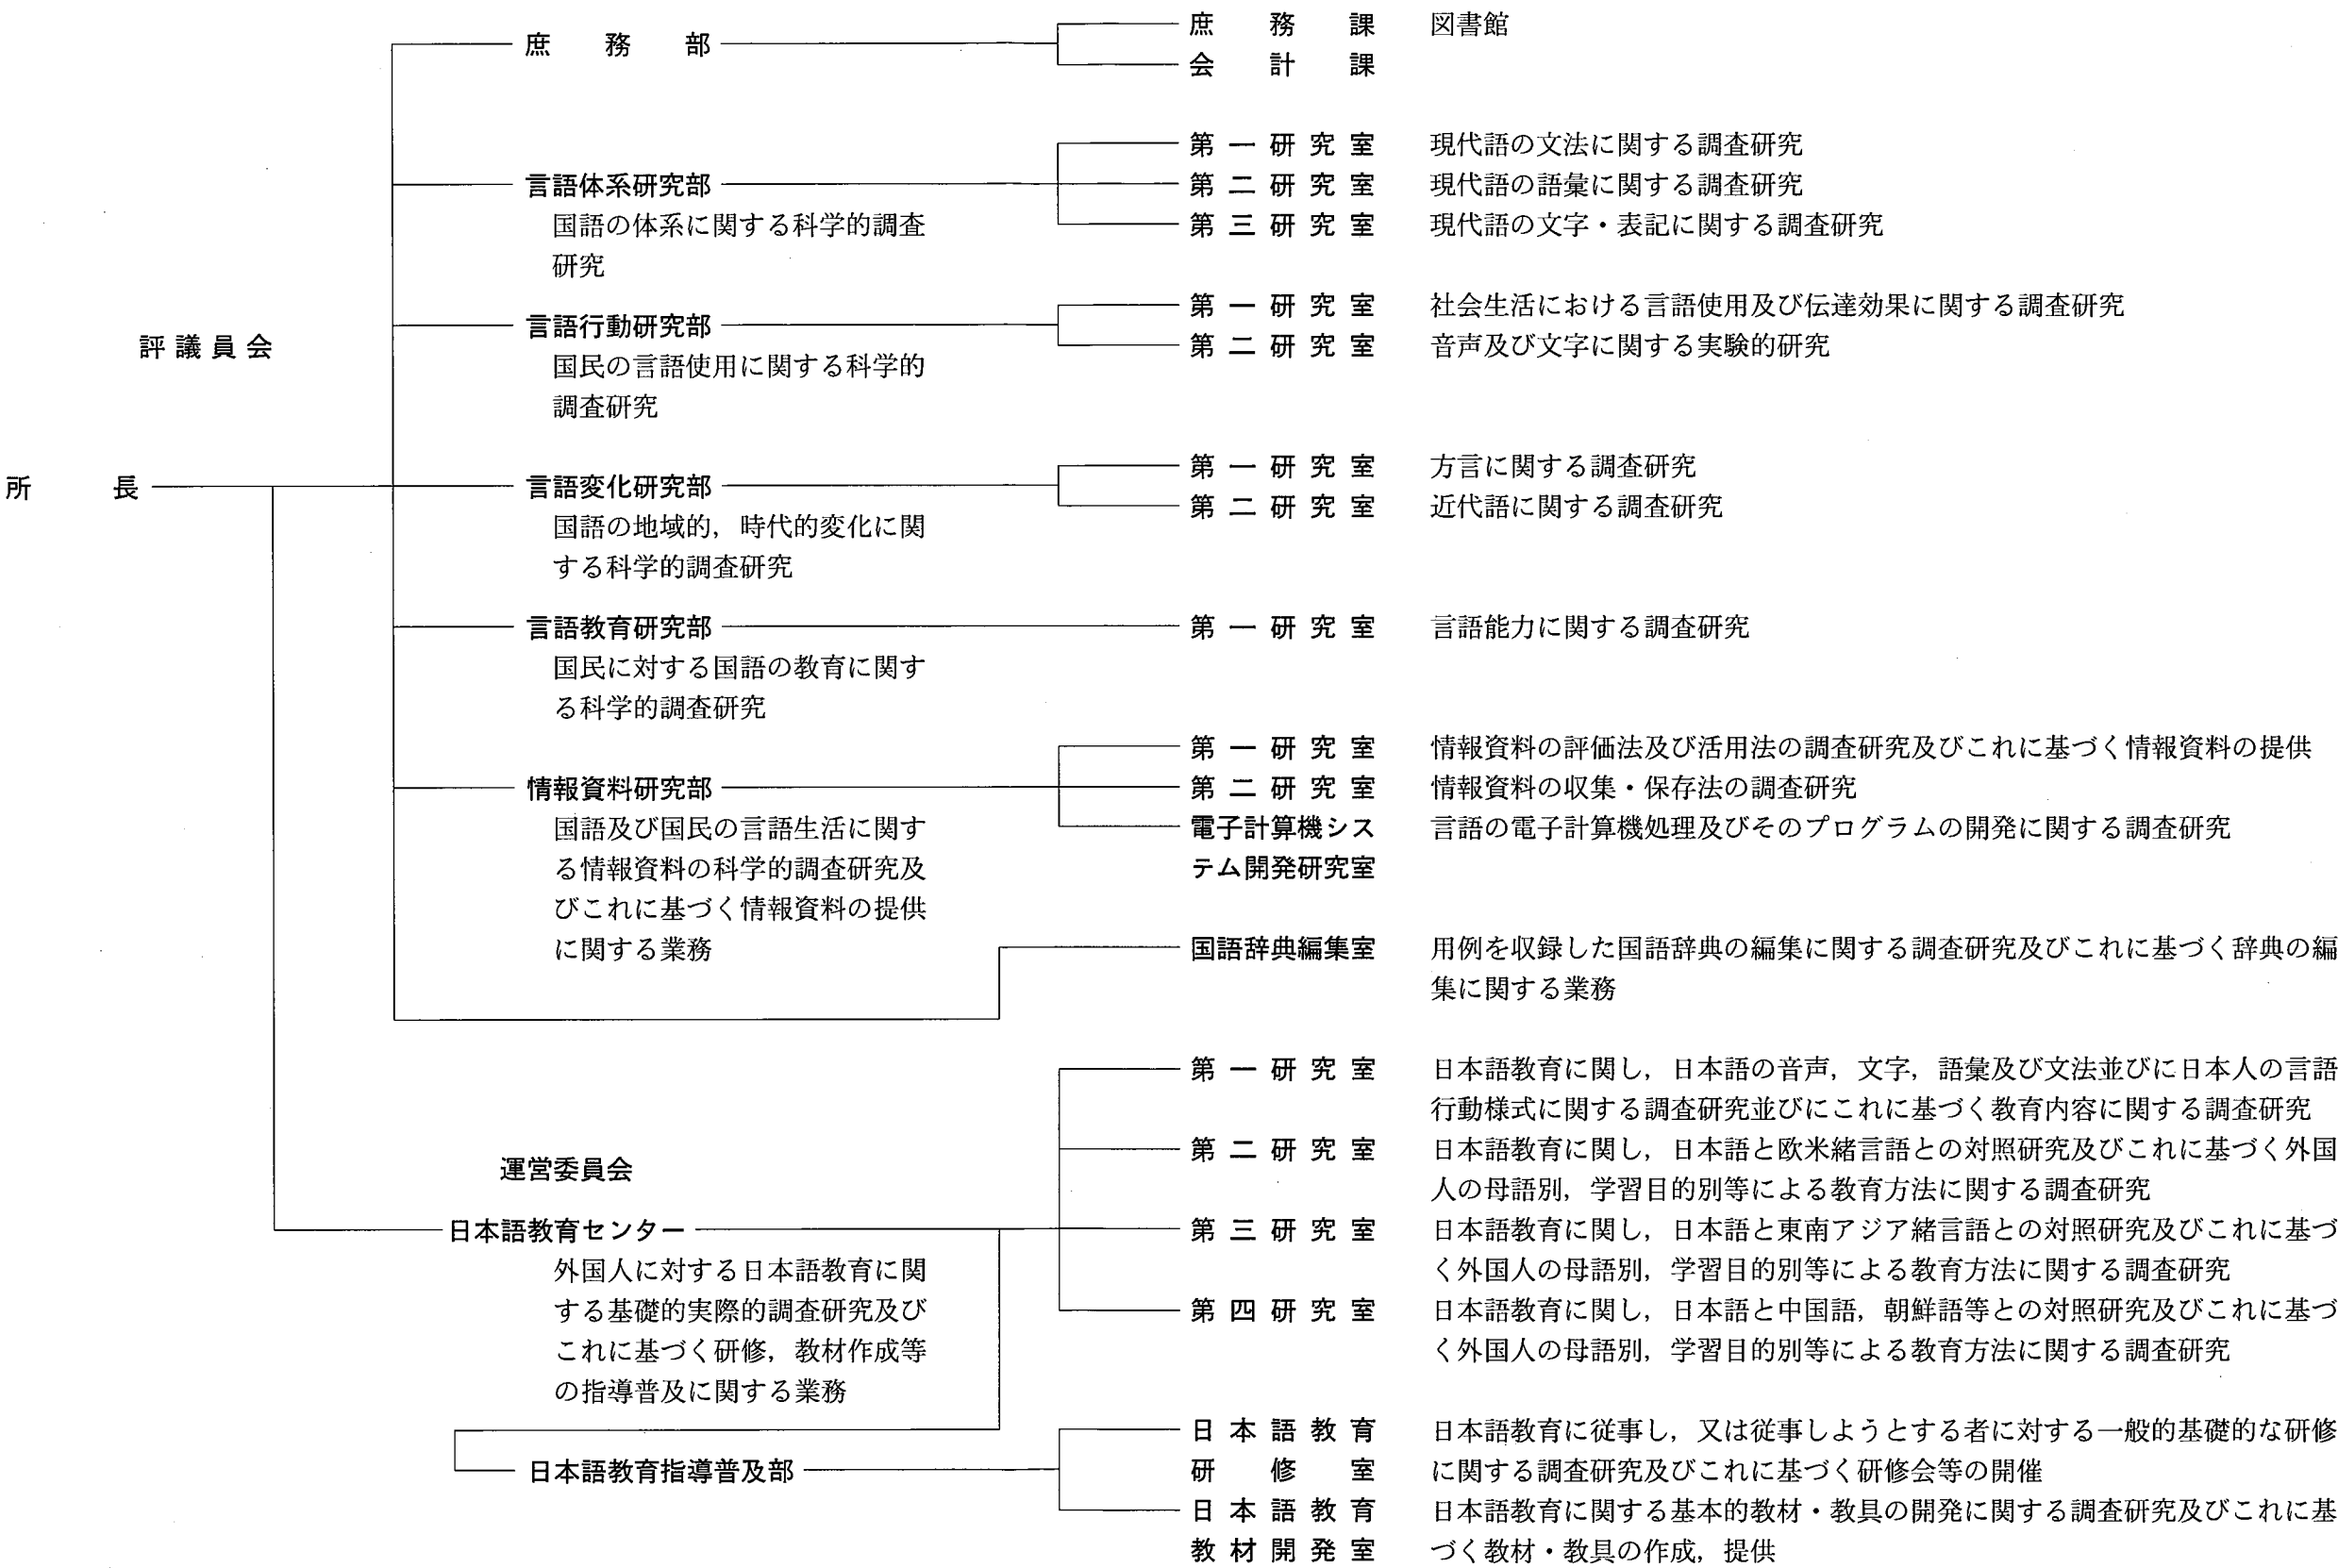 庶務部
庶務課 図書館
会計課
言語体系研究部
国語の体系に関する科学的調査
研究
第一研究室 現代語の文法に関する調査研究
第二研究室 現代語の語彙に関する調査研究
第三研究室 現代語の文字・表記に関する調査研究
評議員会
言語行動研究部
国民の言語使用に関する科学的
調査研究
第一研究室 社会生活における言語使用及び伝達効果に関する調査研究
第二研究室 音声及び文字に関する実験的研究
所長
言語変化研究部
国語の地域的，時代的変化に関
する科学的調査研究
第一研究室 方言に関する調査研究
第二研究室 近代語に関する調査研究
言語教育研究部
国民に対する国語の教育に関す
る科学的調査研究
第一研究室 言語能力に関する調査研究
情報資料研究部
国語及び国民の言語生活に関す
る情報資料の科学的調査研究及
びこれに基づく情報資料の提供
に関する業務
第一研究室 情報資料の評価法及び活用法の調査研究及びこれに基づく情報資料の提供
第二研究室 情報資料の収集・保存法の調査研究
電子計算機シス 言語の電子計算機処理及びそのプログラムの開発に関する調査研究
テム開発研究室
国語辞典編集室 用例を収録した国語辞典の編集に関する調査研究及びこれに基づく辞典の編
集に関する業務
運営委員会
日本語教育センター
外国人に対する日本語教育に関
する基礎的実際的調査研究及び
これに基づく研修，教材作成等
の指導普及に関する業務
第一研究室 日本語教育に関し，日本語の音声，文字，語彙及び文法並びに日本人の言語
行動様式に関する調査研究並びにこれに基づく教育内容に関する調査研究
第二研究室 日本語教育に関し，日本語と欧米緒言語との対照研究及びこれに基づく外国
人の母語別，学習目的別等による教育方法に関する調査研究
第三研究室 日本語教育に関し，日本語と東南アジア緒言語との対照研究及びこれに基づ
く外国人の母語別，学習目的別等による教育方法に関する調査研究
第四研究室 日本語教育に関し，日本語と中国語，朝鮮語等との対照研究及びこれに基づ
く外国人の母語別，学習目的別等による教育方法に関する調査研究
日本語教育指導普及部
日本語教育 日本語教育に従事し，又は従事しようとする者に対する一般的基礎的な研修
研修室 に関する調査研究及びこれに基づく研修会等の開催
日本語教育 日本語教育に関する基本的教材・教具の開発に関する調査研究及びこれに基
教材開発室 づく教材・教具の作成，提供